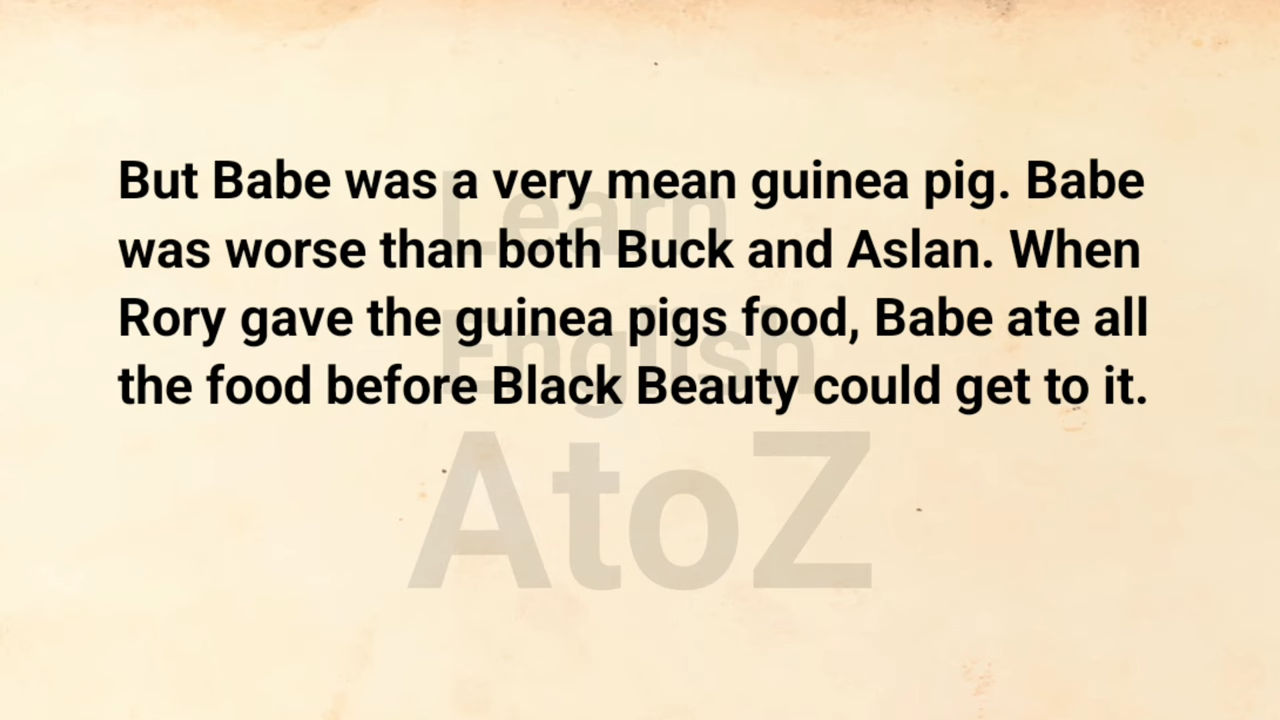 But Babe was a very mean guinea pig. Babe
was worse than both Buck and Aslan. When
Rory gave the guinea pigs food, Babe ate all
the food before Black Beauty could get to it.
Learn
English
AtoZ